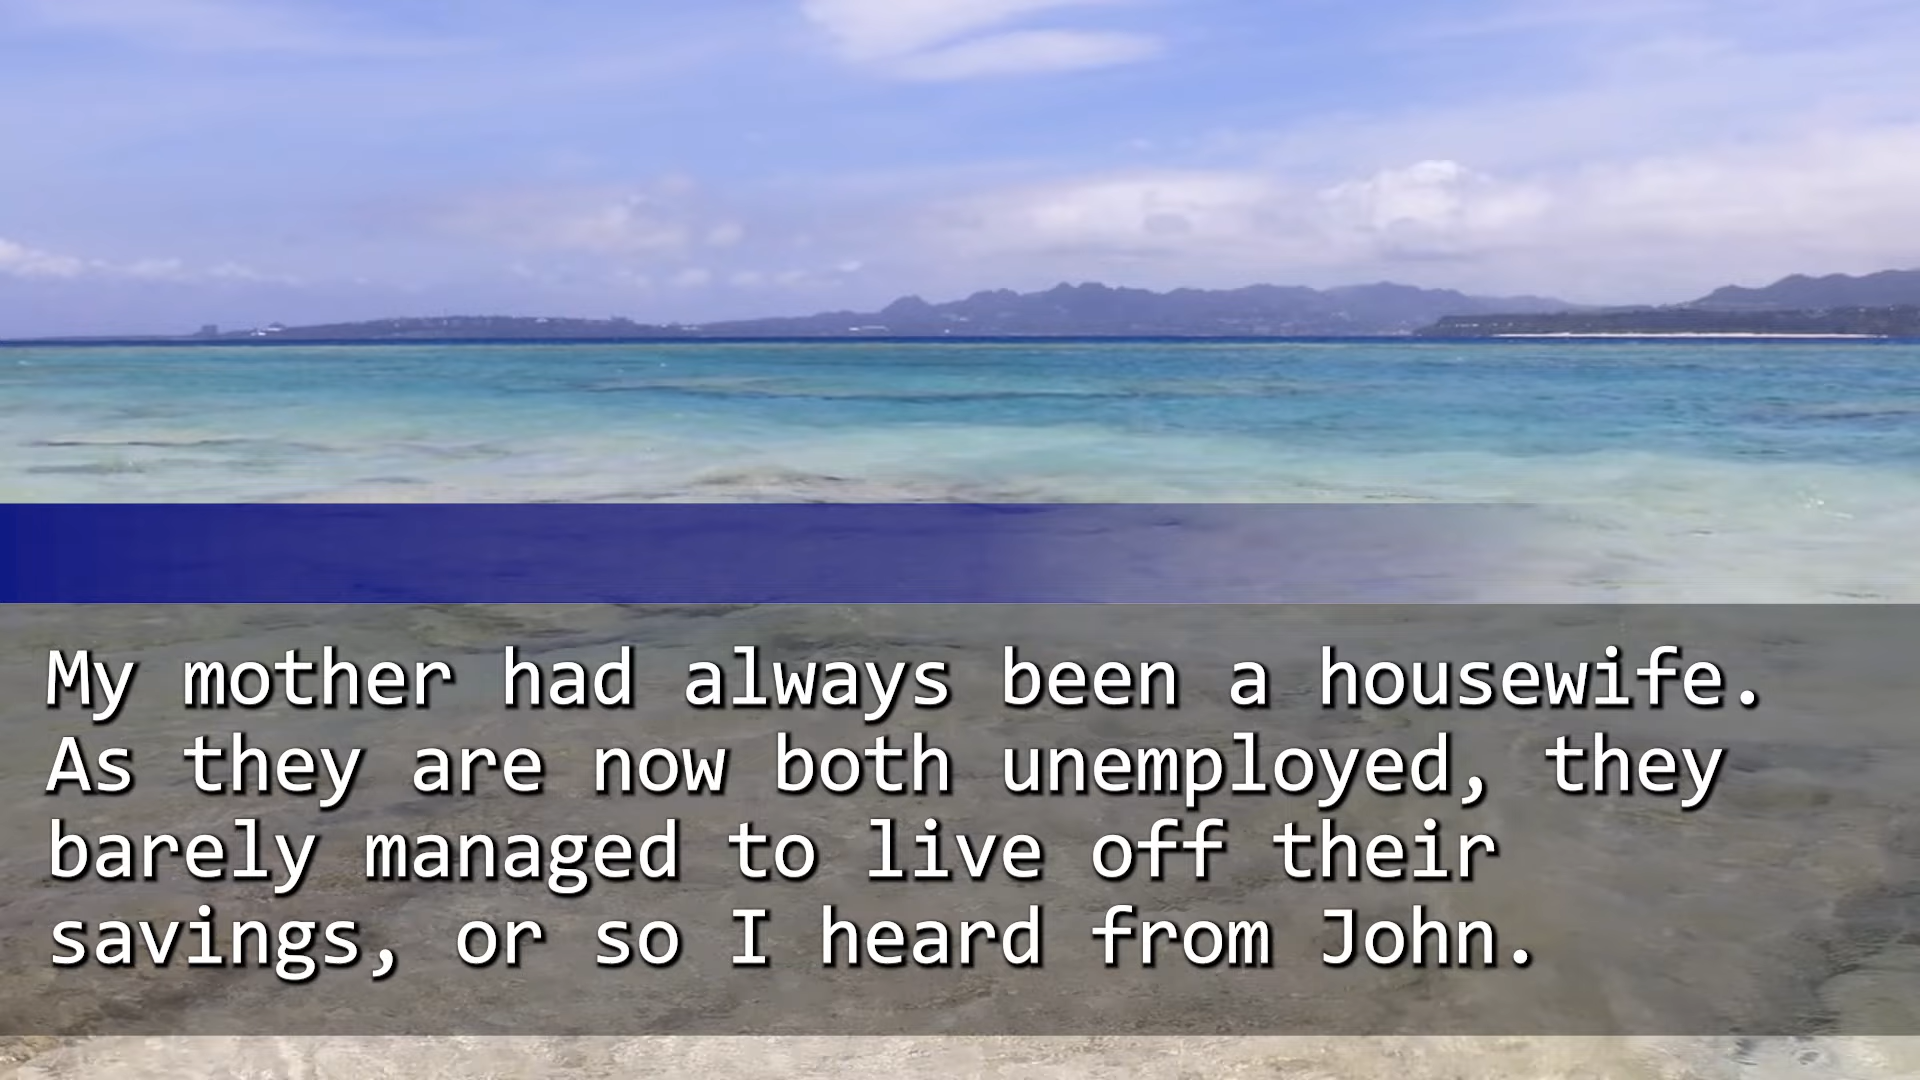 My mother had always been a housewife.
As they are now both unemployed, they
barely managed to live off their
savings, or so I heard from John.